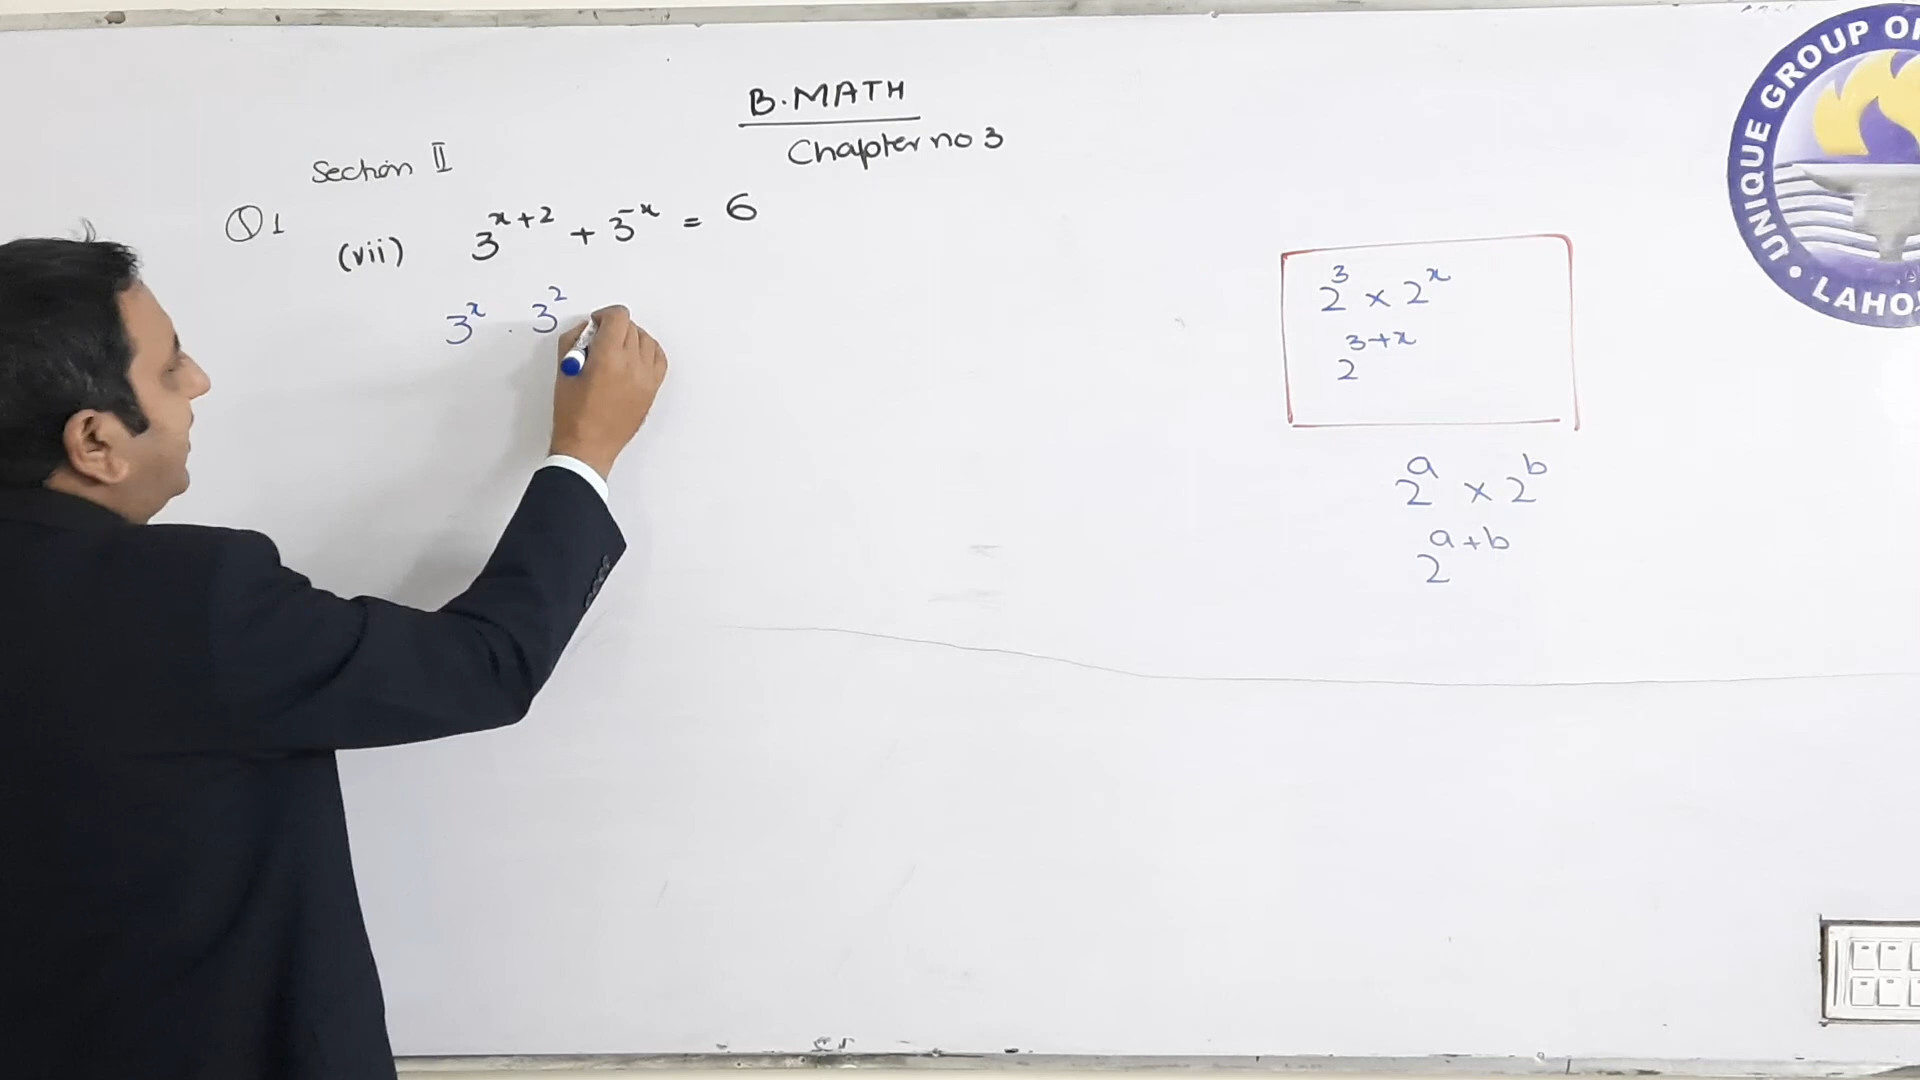 B.MATH
Chapter no 3
Section II
Q 1
(vii) 3^{x+2} + 3^{-x} = 6
3^x . 3^2
2^3 × 2^x
2^{3+x}
2^a × 2^b
2^{a+b}
UNIQUE GROUP OF
LAHO